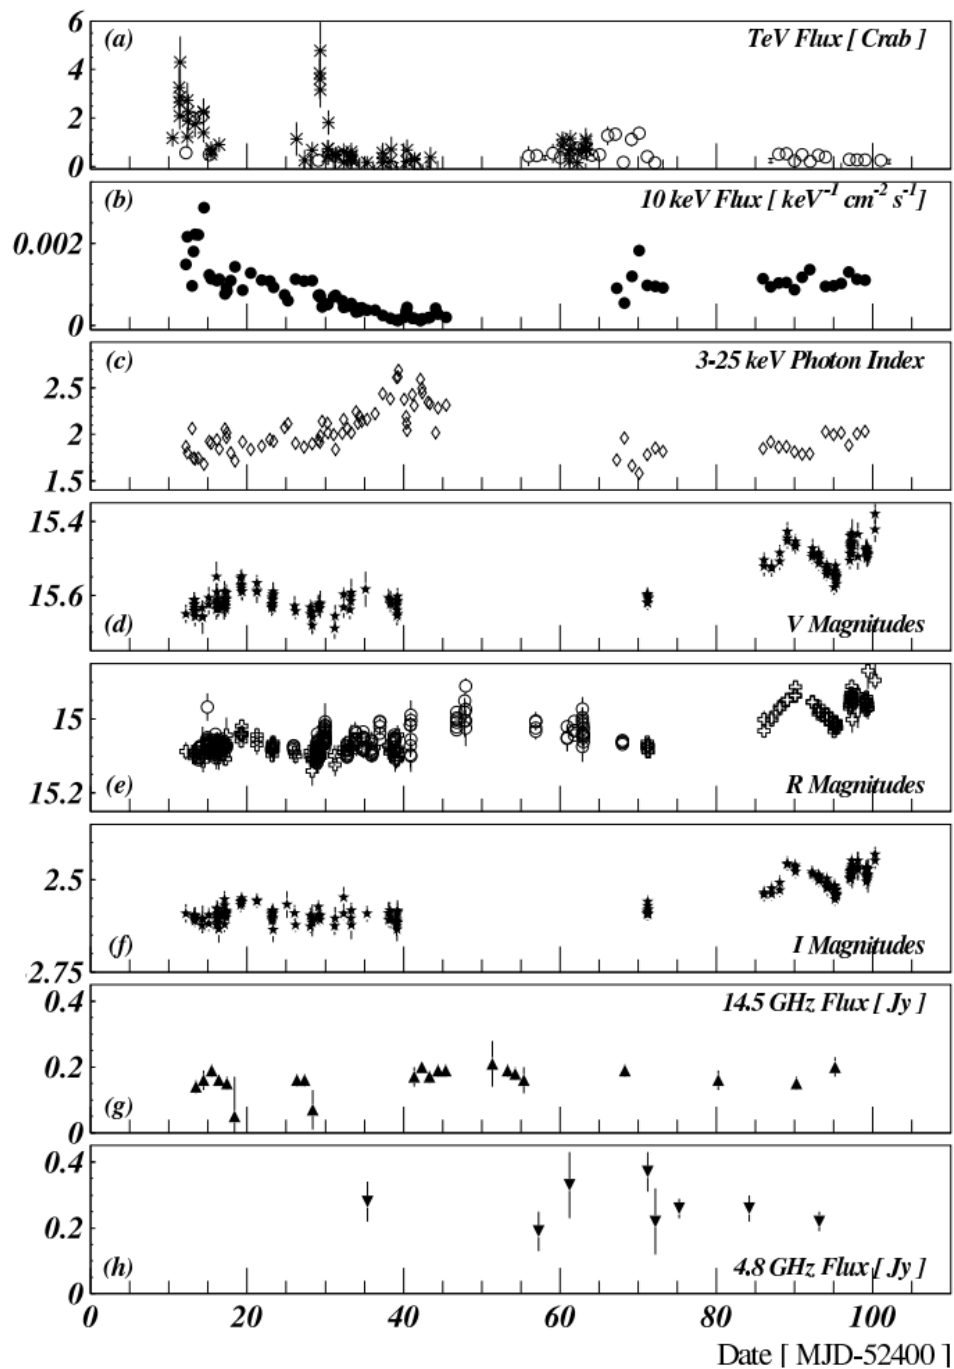 6
(a)
TeV Flux [ Crab ]
4
2
0
(b)
10 keV Flux [ keV⁻¹ cm⁻² s⁻¹]
0.002
0
(c)
3-25 keV Photon Index
2.5
2
1.5
15.4
15.6
(d)
V Magnitudes
15
15.2
(e)
R Magnitudes
2.5
(f)
I Magnitudes
2.75
0.4
14.5 GHz Flux [ Jy ]
0.2
(g)
0
0.4
0.2
(h)
4.8 GHz Flux [ Jy ]
0
0 20 40 60 80 100
Date [ MJD-52400 ]